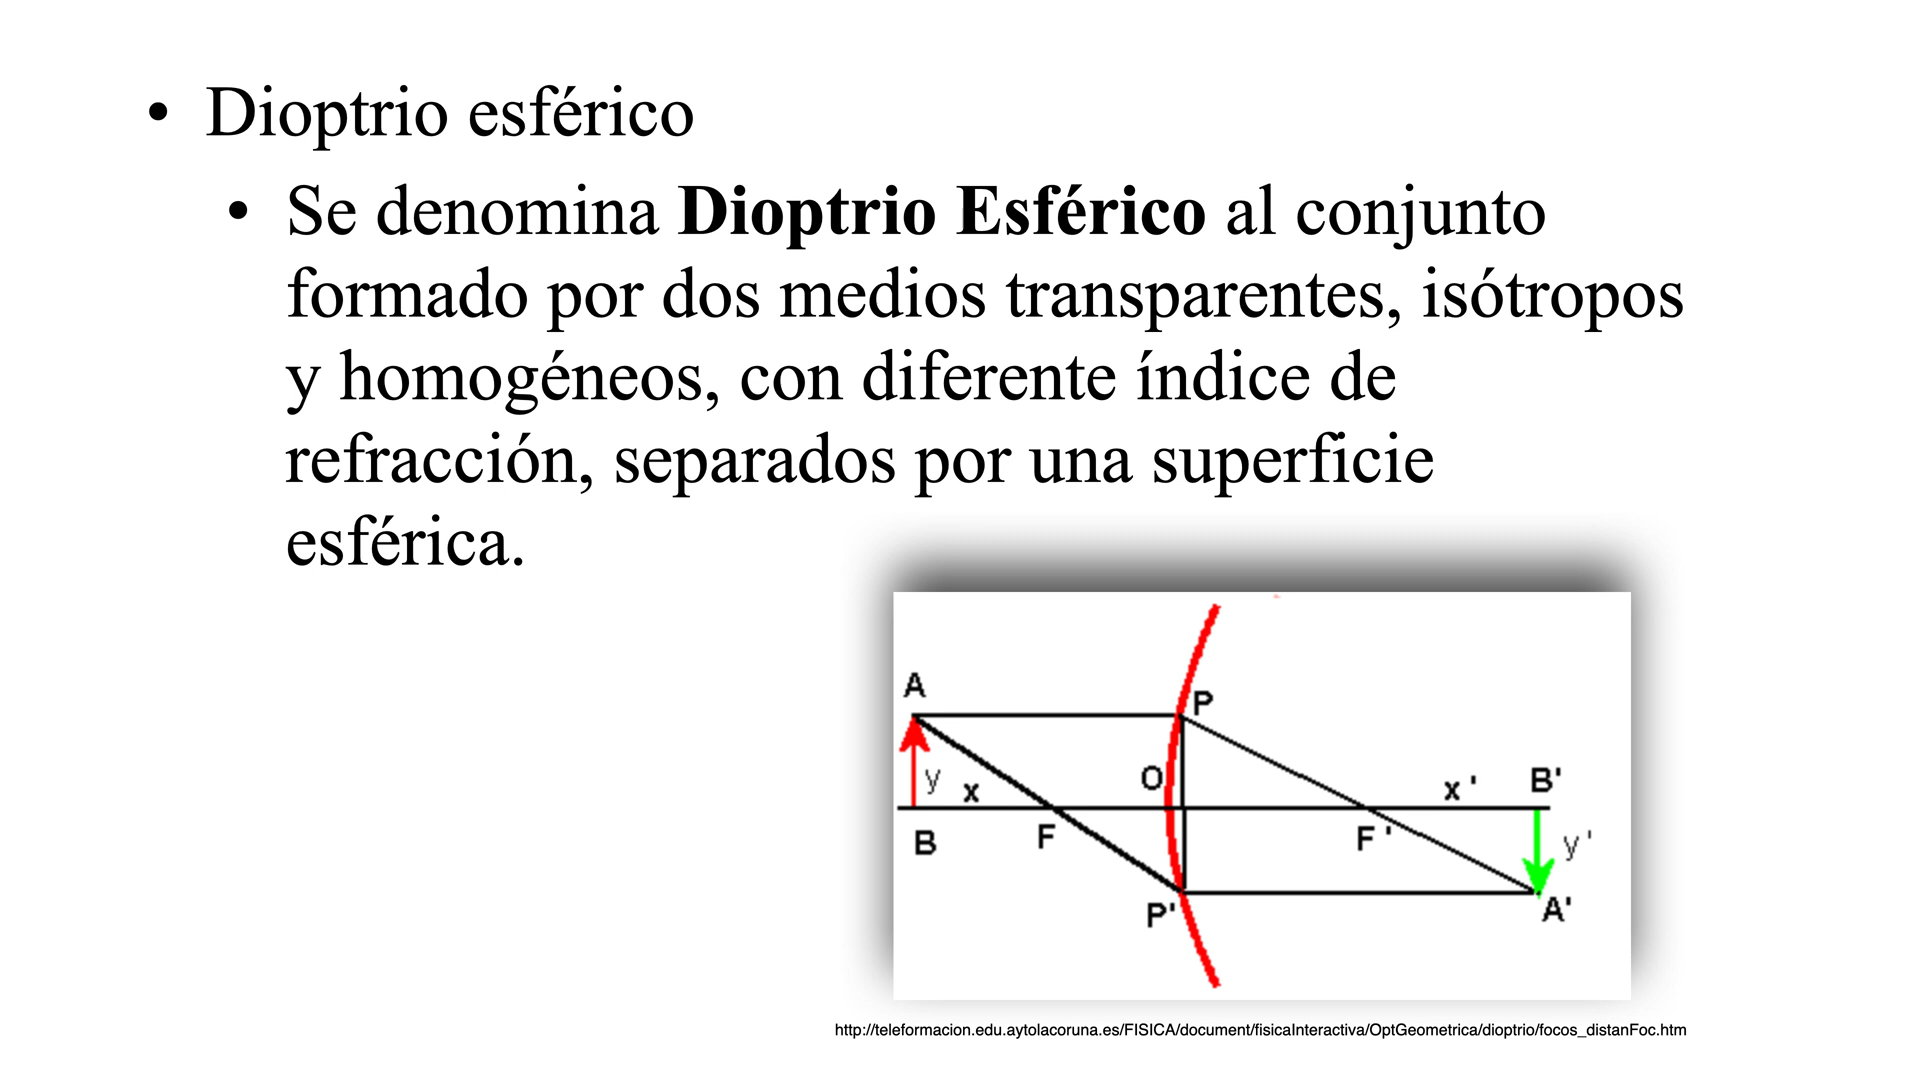 • Dioptrio esférico
• Se denomina Dioptrio Esférico al conjunto
formado por dos medios transparentes, isótropos
y homogéneos, con diferente índice de
refracción, separados por una superficie
esférica.
A
P
y
x
O
x'
B'
B
F
F'
y'
P'
A'
http://teleformacion.edu.aytolacoruna.es/FISICA/document/fisicaInteractiva/OptGeometrica/dioptrio/focos_distanFoc.htm